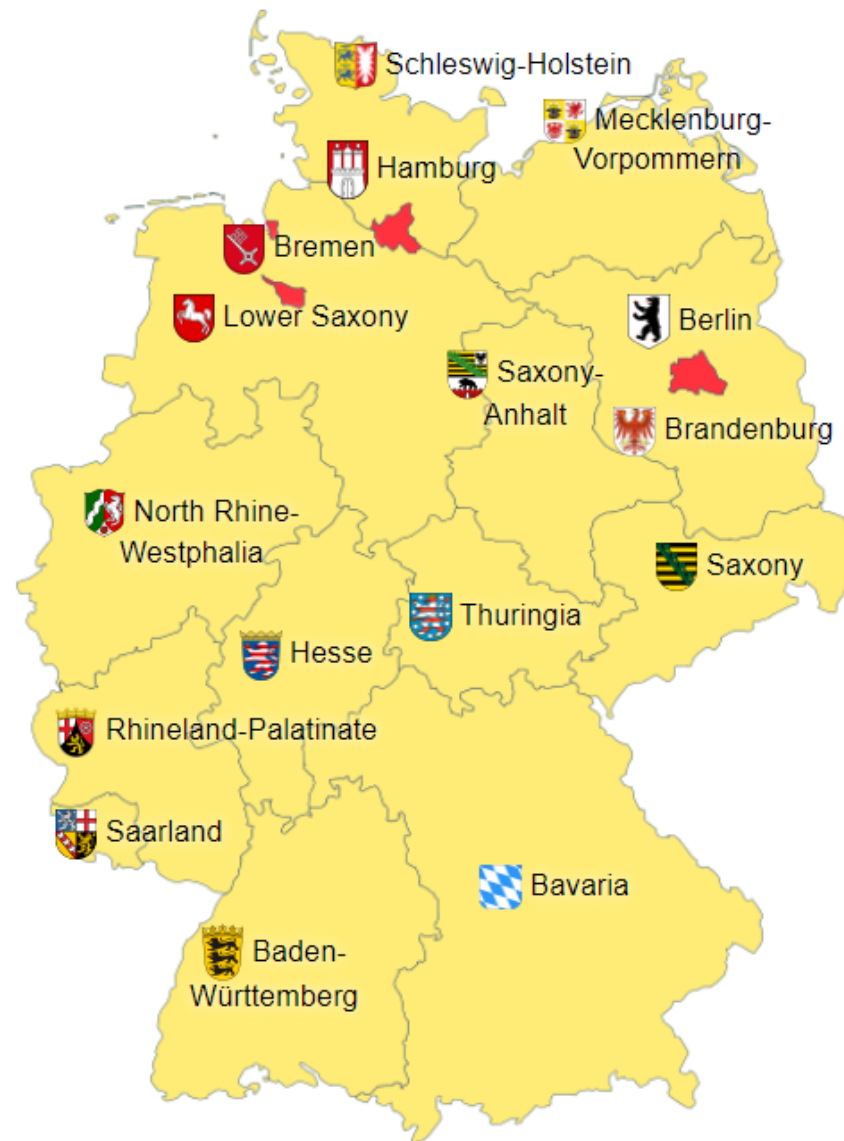 Schleswig-Holstein
Mecklenburg-
Vorpommern
Hamburg
Bremen
Lower Saxony
Berlin
Saxony-
Anhalt
Brandenburg
North Rhine-
Westphalia
Saxony
Thuringia
Hesse
Rhineland-Palatinate
Saarland
Bavaria
Baden-
Württemberg